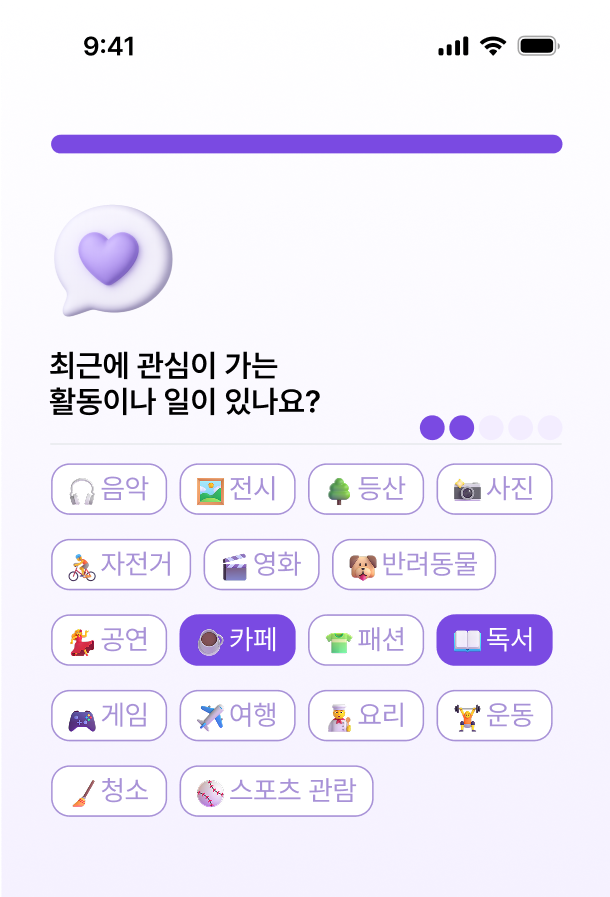 9:41
최근에 관심이 가는
활동이나 일이 있나요?
음악 전시 등산 사진
자전거 영화 반려동물
공연 카페 패션 독서
게임 여행 요리 운동
청소 스포츠 관람